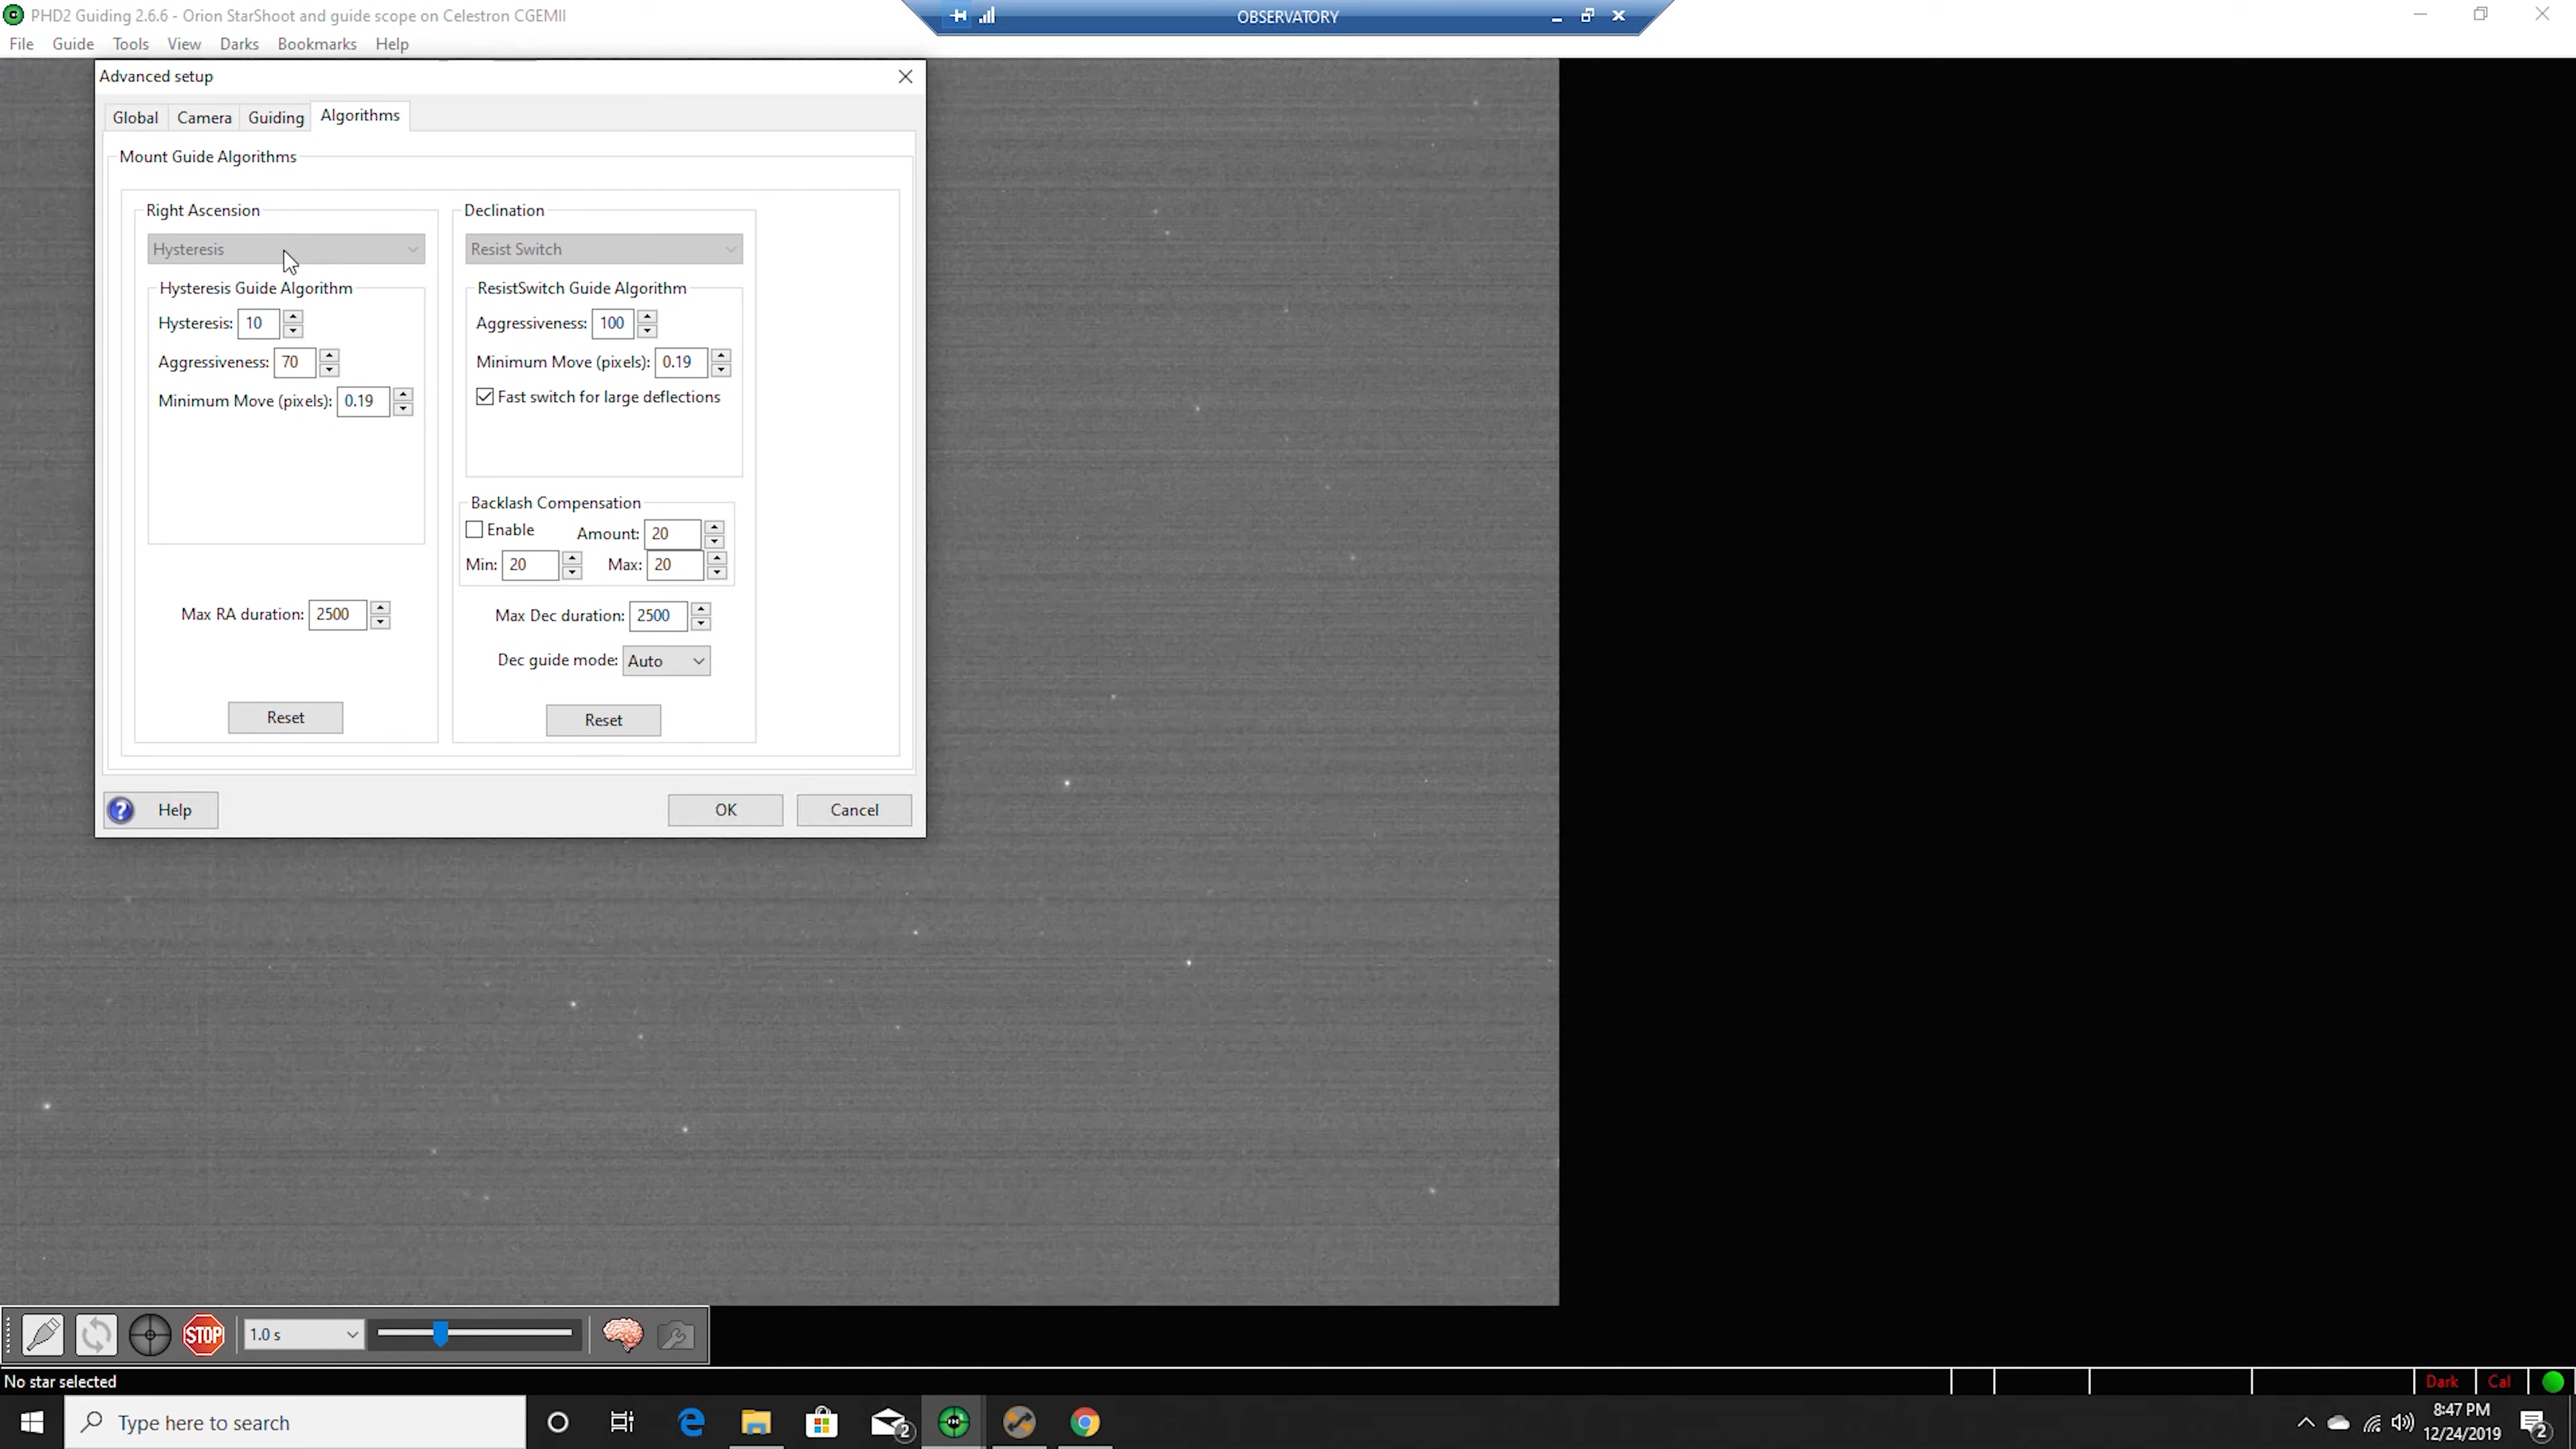 PHD2 Guiding 2.6.6 - Orion StarShoot and guide scope on Celestron CGEMII
OBSERVATORY
File Guide Tools View Darks Bookmarks Help
Advanced setup
Global Camera Guiding Algorithms
Mount Guide Algorithms
Right Ascension
Hysteresis
Hysteresis Guide Algorithm
Hysteresis: 10
Aggressiveness: 70
Minimum Move (pixels): 0.19
Max RA duration: 2500
Reset
Declination
Resist Switch
ResistSwitch Guide Algorithm
Aggressiveness: 100
Minimum Move (pixels): 0.19
Fast switch for large deflections
Backlash Compensation
Enable Amount: 20
Min: 20 Max: 20
Max Dec duration: 2500
Dec guide mode: Auto
Reset
? Help OK Cancel
STOP 1.0 s
No star selected Dark Cal
Type here to search
2
8:47 PM
12/24/2019
2